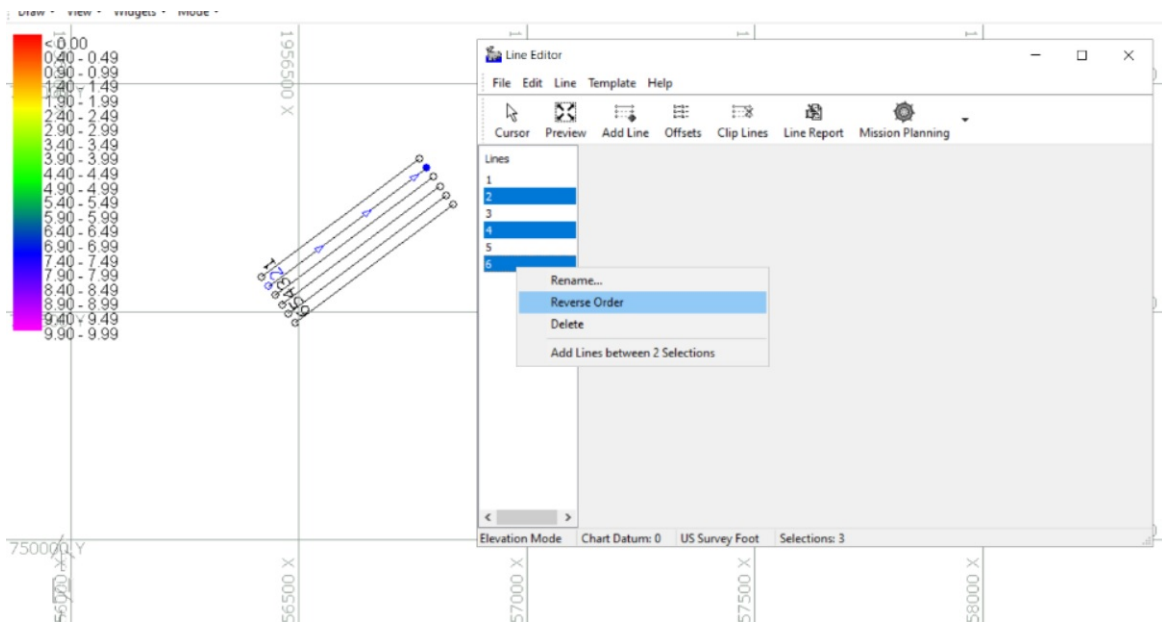 Draw View Widgets Mode
< 0.00
0.40 - 0.49
0.90 - 0.99
1.40 - 1.49
1.90 - 1.99
2.40 - 2.49
2.90 - 2.99
3.40 - 3.49
3.90 - 3.99
4.40 - 4.49
4.90 - 4.99
5.40 - 5.49
5.90 - 5.99
6.40 - 6.49
6.90 - 6.99
7.40 - 7.49
7.90 - 7.99
8.40 - 8.49
8.90 - 8.99
9.40 - 9.49
9.90 - 9.99
1956500 X
1
2
3
4
5
6
Line Editor
File Edit Line Template Help
Cursor Preview Add Line Offsets Clip Lines Line Report Mission Planning
Lines
1
2
3
4
5
6
Rename...
Reverse Order
Delete
Add Lines between 2 Selections
Elevation Mode Chart Datum: 0 US Survey Foot Selections: 3
750000 Y
56500 X
57000 X
57500 X
58000 X